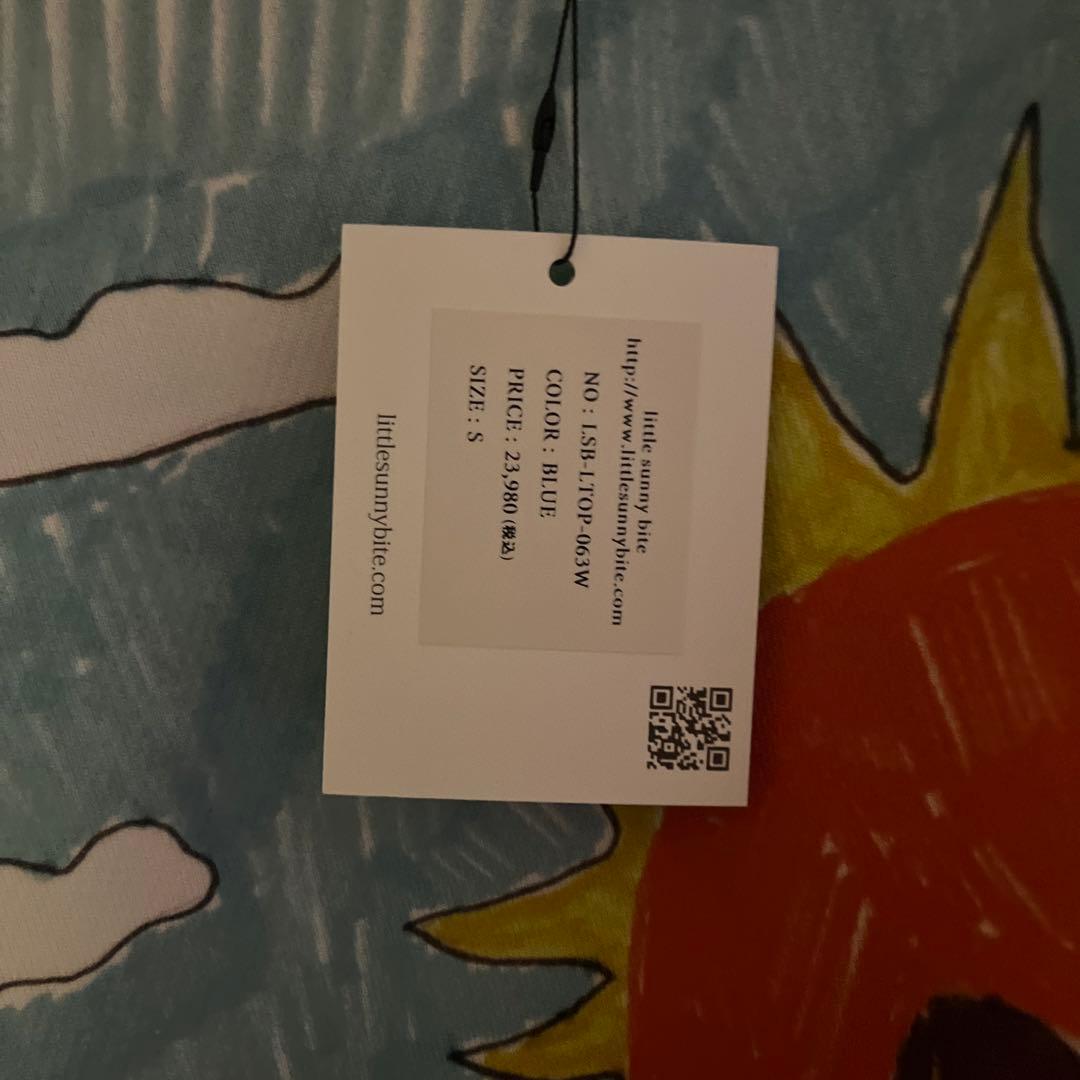 little sunny bite
http://www.littlesunnybite.com
NO : LSB-LTOP-063W
COLOR : BLUE
PRICE : 23,980 (税込)
SIZE : S
littlesunnybite.com